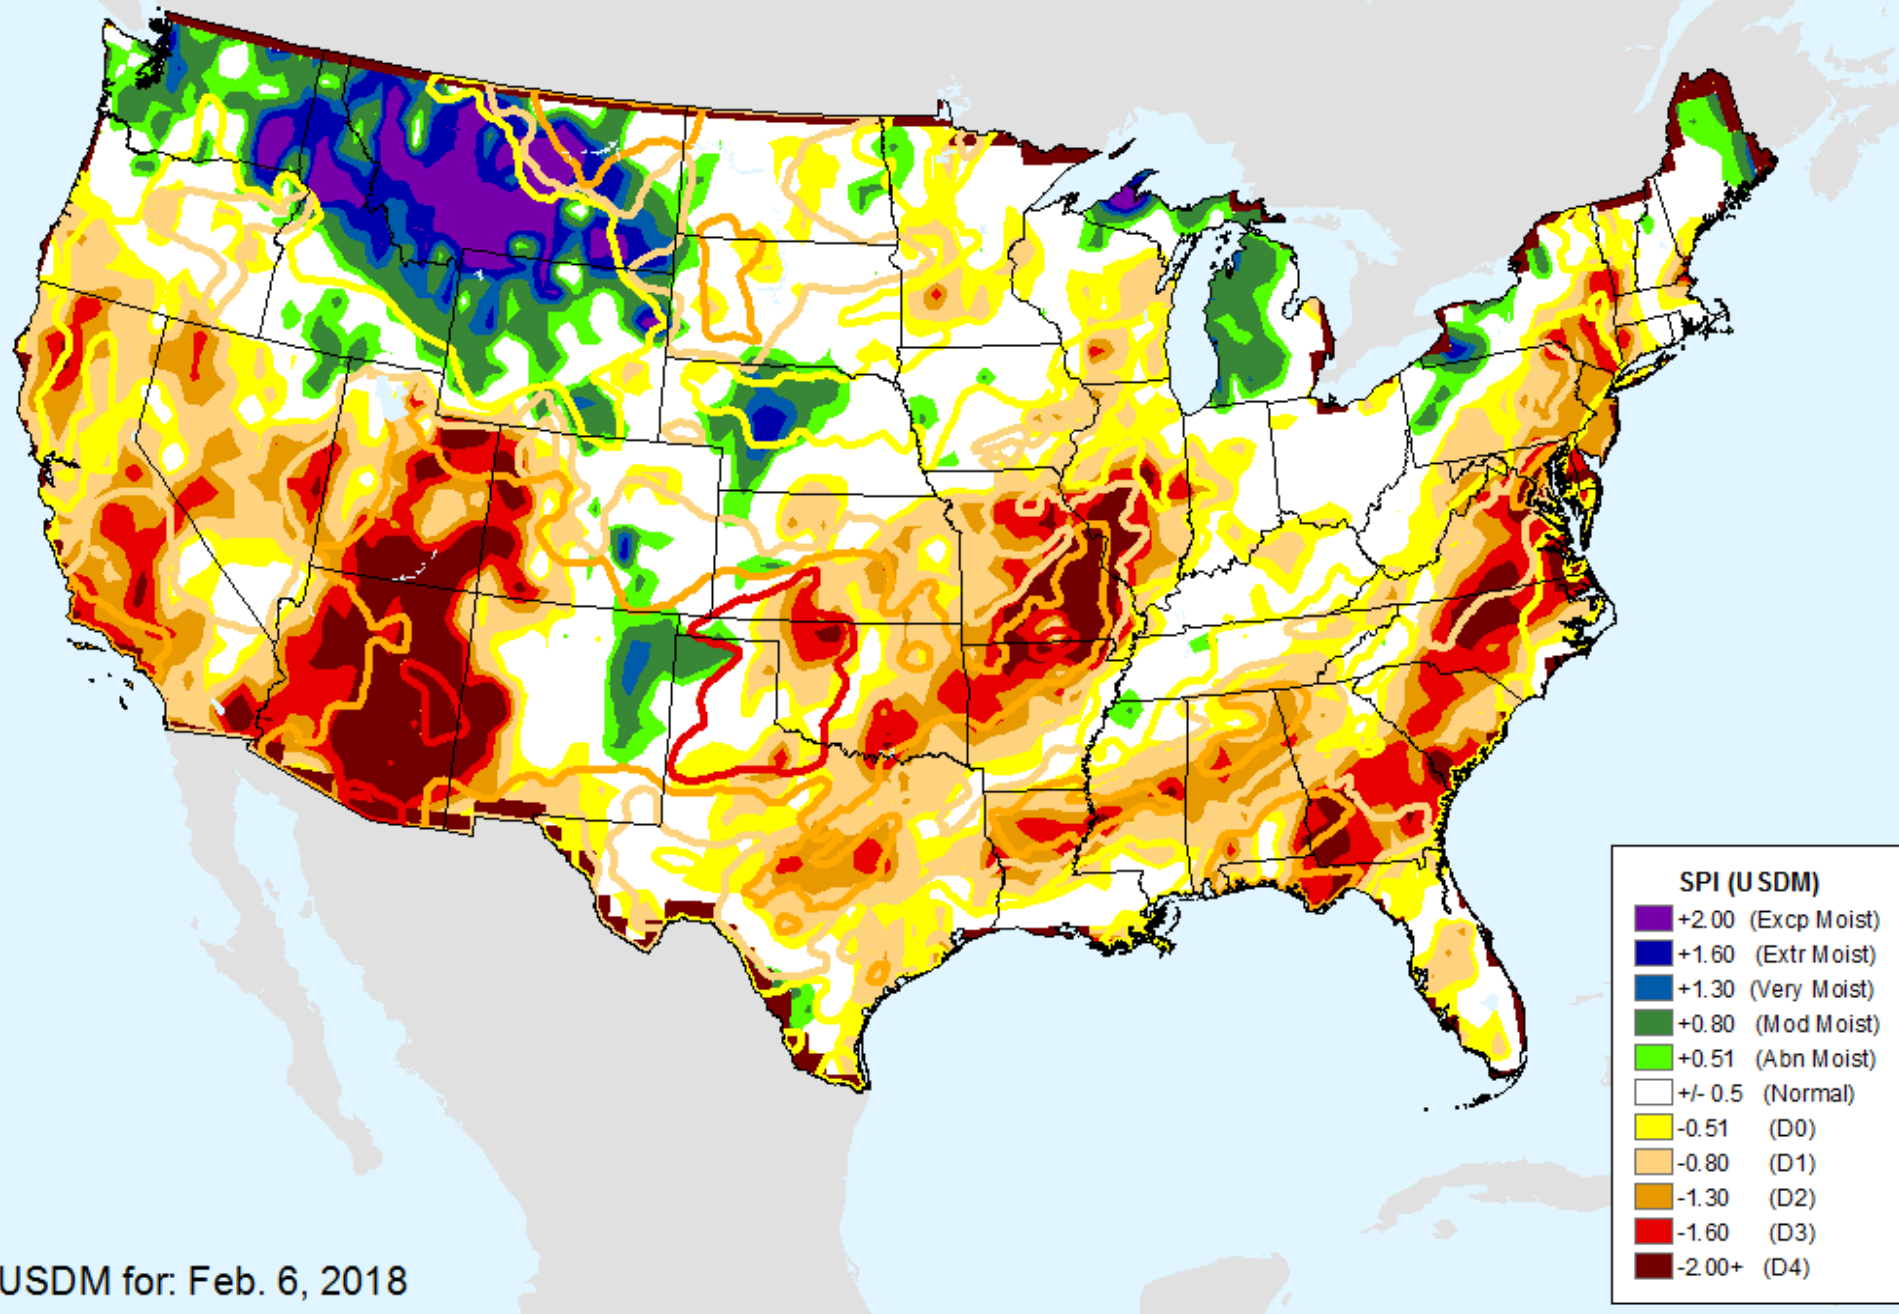 SPI (USDM)
+2.00 (Excp Moist)
+1.60 (Extr Moist)
+1.30 (Very Moist)
+0.80 (Mod Moist)
+0.51 (Abn Moist)
+/- 0.5 (Normal)
-0.51 (D0)
-0.80 (D1)
-1.30 (D2)
-1.60 (D3)
-2.00+ (D4)
USDM for: Feb. 6, 2018